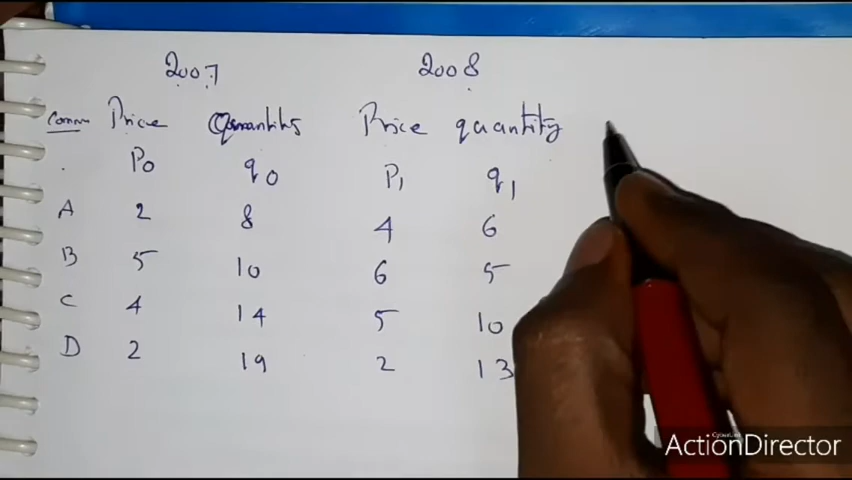 2007 2008
Comm Price Quantity Price quantity
P0 q0 P1 q1
A 2 8 4 6
B 5 10 6 5
C 4 14 5 10
D 2 19 2 13
CyberLink
ActionDirector